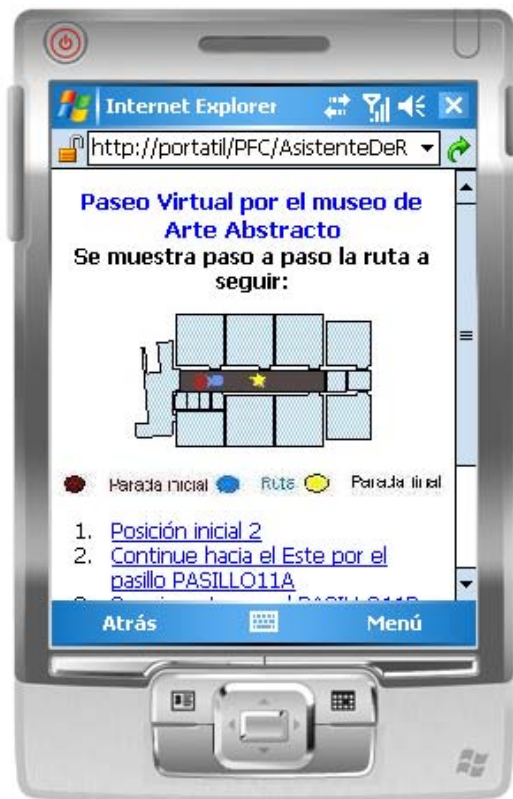 Internet Explorer
http://portatil/PFC/AsistenteDeR
Paseo Virtual por el museo de
Arte Abstracto
Se muestra paso a paso la ruta a
seguir:
Parada inicial Ruta Parada final
1. Posición inicial 2
2. Continue hacia el Este por el
pasillo PASILLO11A
Atrás Menú